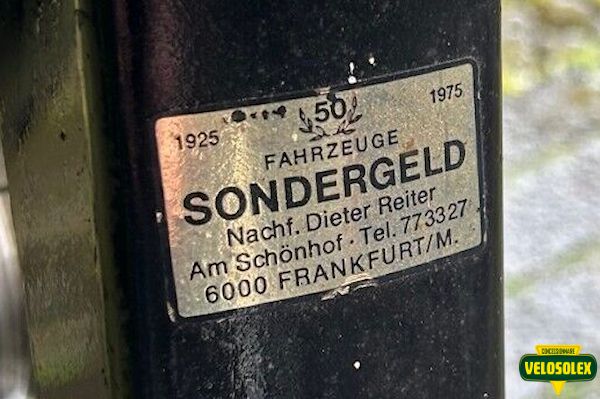 1925 50 1975
FAHRZEUGE
SONDERGELD
Nachf. Dieter Reiter
Am Schönhof · Tel. 773327
6000 FRANKFURT/M.
CONCESSIONNAIRE
VELOSOLEX